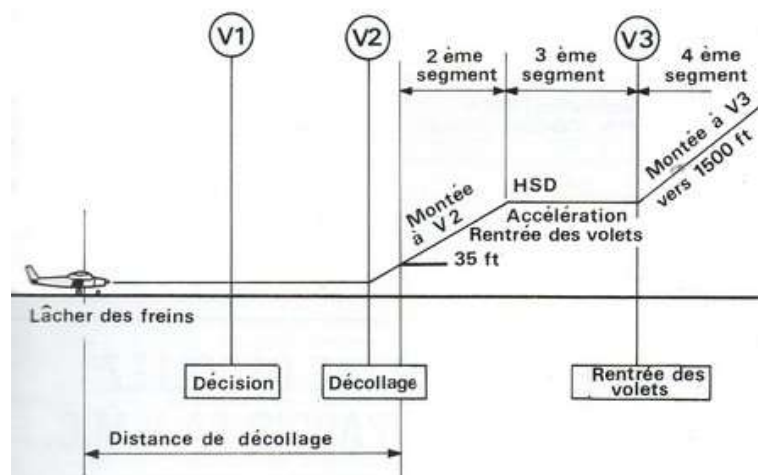 V1
V2
V3
2 ème
segment
3 ème
segment
4 ème
segment
Montée
à V2
HSD
Accélération
Rentrée des volets
Montée à V3
vers 1500 ft
35 ft
Lâcher des freins
Décision
Décollage
Rentrée des
volets
Distance de décollage